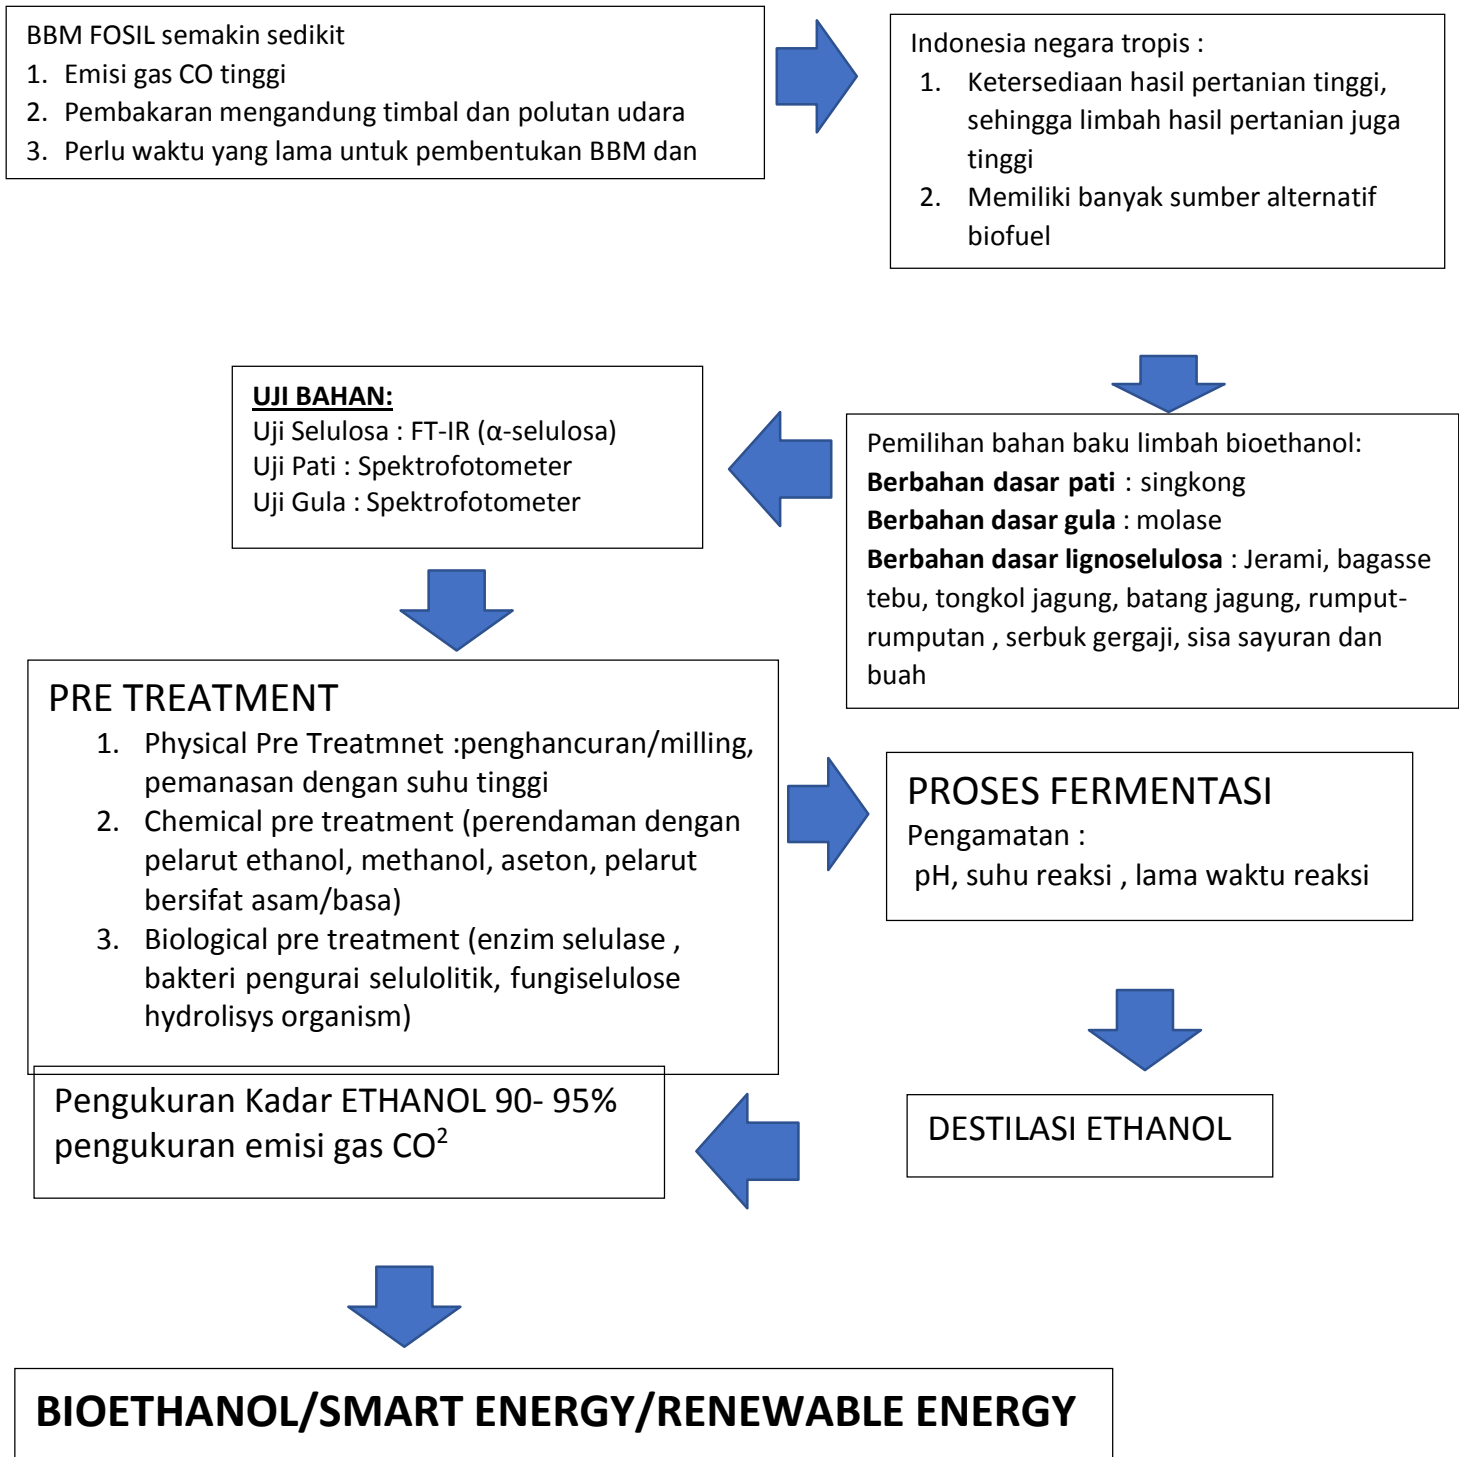 BBM FOSIL semakin sedikit
1. Emisi gas CO tinggi
2. Pembakaran mengandung timbal dan polutan udara
3. Perlu waktu yang lama untuk pembentukan BBM dan
Indonesia negara tropis :
1. Ketersediaan hasil pertanian tinggi,
sehingga limbah hasil pertanian juga
tinggi
2. Memiliki banyak sumber alternatif
biofuel
Pemilihan bahan baku limbah bioethanol:
Berbahan dasar pati : singkong
Berbahan dasar gula : molase
Berbahan dasar lignoselulosa : Jerami, bagasse
tebu, tongkol jagung, batang jagung, rumput-
rumputan , serbuk gergaji, sisa sayuran dan
buah
UJI BAHAN:
Uji Selulosa : FT-IR (α-selulosa)
Uji Pati : Spektrofotometer
Uji Gula : Spektrofotometer
PRE TREATMENT
1. Physical Pre Treatmnet :penghancuran/milling,
pemanasan dengan suhu tinggi
2. Chemical pre treatment (perendaman dengan
pelarut ethanol, methanol, aseton, pelarut
bersifat asam/basa)
3. Biological pre treatment (enzim selulase ,
bakteri pengurai selulolitik, fungiselulose
hydrolisys organism)
PROSES FERMENTASI
Pengamatan :
pH, suhu reaksi , lama waktu reaksi
DESTILASI ETHANOL
Pengukuran Kadar ETHANOL 90- 95%
pengukuran emisi gas CO²
BIOETHANOL/SMART ENERGY/RENEWABLE ENERGY